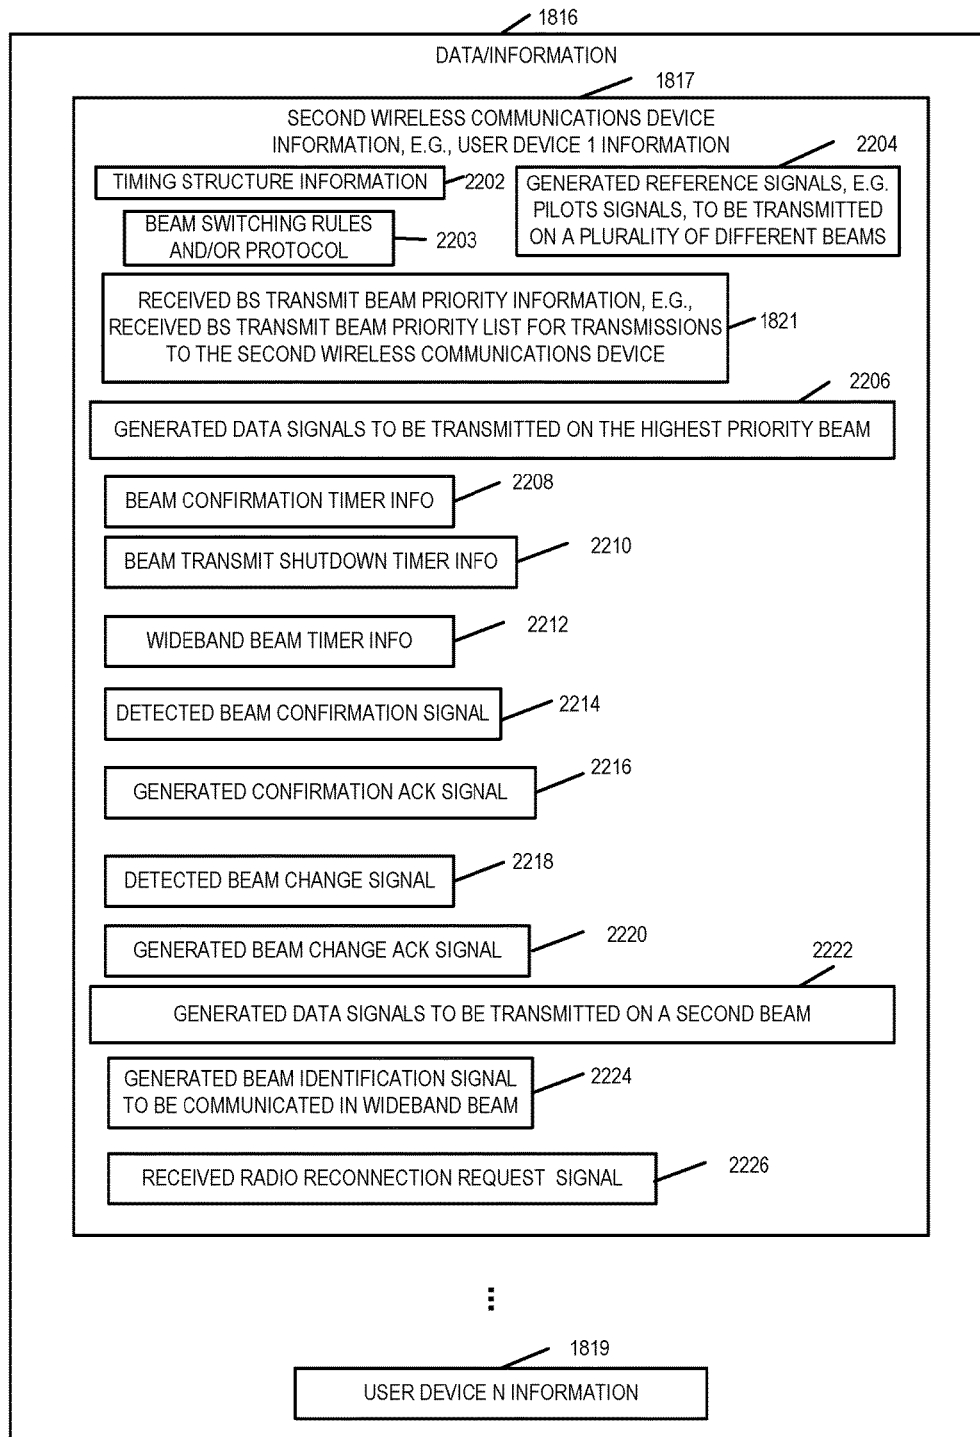 1816
DATA/INFORMATION
1817
SECOND WIRELESS COMMUNICATIONS DEVICE
INFORMATION, E.G., USER DEVICE 1 INFORMATION
2204
TIMING STRUCTURE INFORMATION
2202
GENERATED REFERENCE SIGNALS, E.G.
PILOTS SIGNALS, TO BE TRANSMITTED
ON A PLURALITY OF DIFFERENT BEAMS
BEAM SWITCHING RULES
AND/OR PROTOCOL
2203
RECEIVED BS TRANSMIT BEAM PRIORITY INFORMATION, E.G.,
RECEIVED BS TRANSMIT BEAM PRIORITY LIST FOR TRANSMISSIONS
TO THE SECOND WIRELESS COMMUNICATIONS DEVICE
1821
2206
GENERATED DATA SIGNALS TO BE TRANSMITTED ON THE HIGHEST PRIORITY BEAM
BEAM CONFIRMATION TIMER INFO
2208
BEAM TRANSMIT SHUTDOWN TIMER INFO
2210
WIDEBAND BEAM TIMER INFO
2212
DETECTED BEAM CONFIRMATION SIGNAL
2214
GENERATED CONFIRMATION ACK SIGNAL
2216
DETECTED BEAM CHANGE SIGNAL
2218
GENERATED BEAM CHANGE ACK SIGNAL
2220
2222
GENERATED DATA SIGNALS TO BE TRANSMITTED ON A SECOND BEAM
GENERATED BEAM IDENTIFICATION SIGNAL
TO BE COMMUNICATED IN WIDEBAND BEAM
2224
RECEIVED RADIO RECONNECTION REQUEST SIGNAL
2226
...
1819
USER DEVICE N INFORMATION